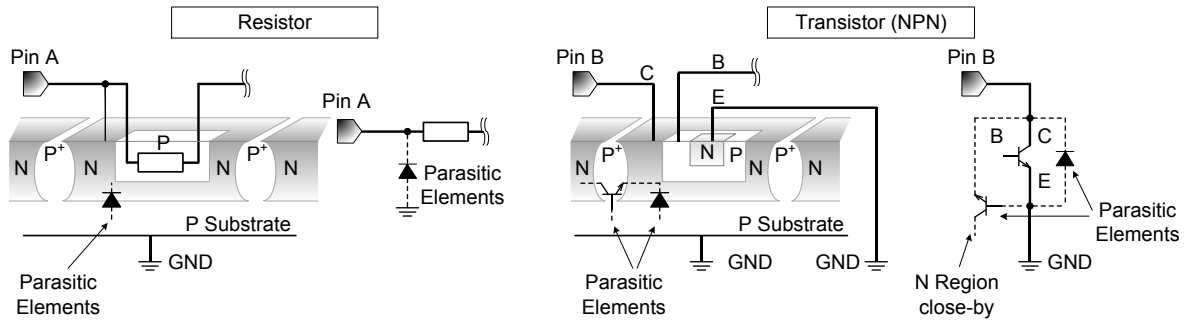 Resistor
Pin A
N
P+
N
P
N
P+
N
Parasitic
Elements
P Substrate
GND
Pin A
Parasitic
Elements
Transistor (NPN)
Pin B
C
B
E
N
P+
N
N
P
N
P+
N
Parasitic
Elements
P Substrate
GND
GND
Pin B
B
C
E
Parasitic
Elements
N Region
close-by
GND